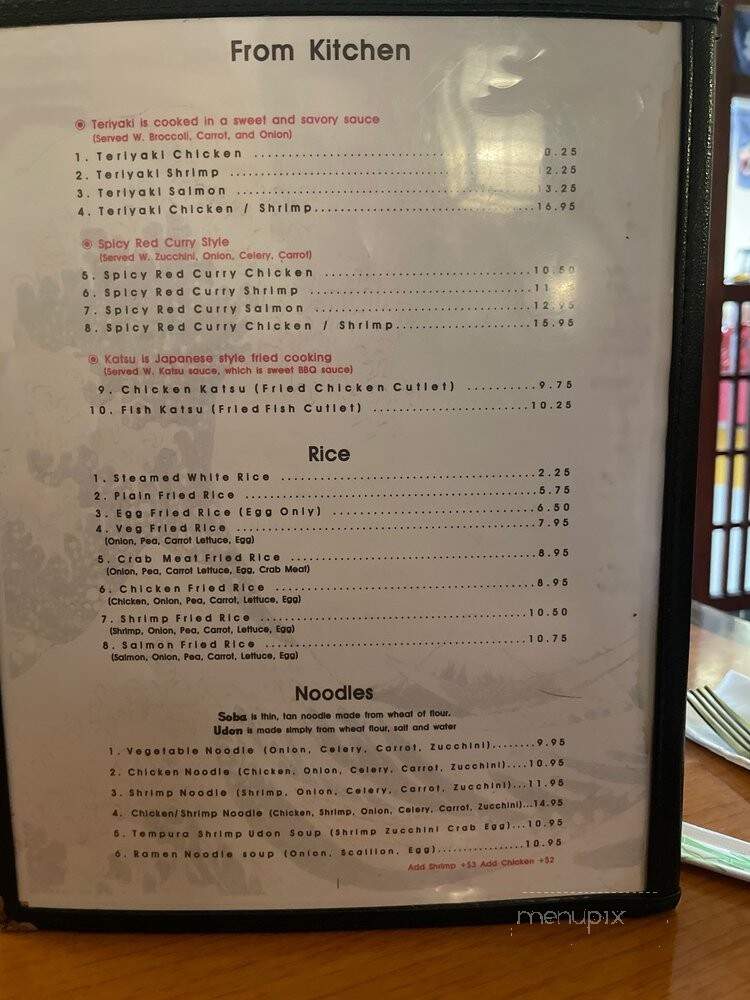 From Kitchen
Teriyaki is cooked in a sweet and savory sauce
(Served W. Broccoli, Carrot, and Onion)
1. Teriyaki Chicken .......... 0.25
2. Teriyaki Shrimp .......... 2.25
3. Teriyaki Salmon .......... 13.25
4. Teriyaki Chicken / Shrimp.......... 16.95
Spicy Red Curry Style
(Served W. Zucchini, Onion, Celery, Carrot)
5. Spicy Red Curry Chicken .......... 10.50
6. Spicy Red Curry Shrimp .......... 11
7. Spicy Red Curry Salmon .......... 12.95
8. Spicy Red Curry Chicken / Shrimp.......... 15.95
Katsu is Japanese style fried cooking
(Served W. Katsu sauce, which is sweet BBQ sauce)
9. Chicken Katsu (Fried Chicken Cutlet) .......... 9.75
10. Fish Katsu (Fried Fish Cutlet) .......... 10.25
Rice
1. Steamed White Rice .......... 2.25
2. Plain Fried Rice .......... 5.75
3. Egg Fried Rice (Egg Only) .......... 6.50
4. Veg Fried Rice .......... 7.95
(Onion, Pea, Carrot Lettuce, Egg)
5. Crab Meat Fried Rice .......... 8.95
(Onion, Pea, Carrot Lettuce, Egg, Crab Meat)
6. Chicken Fried Rice .......... 8.95
(Chicken, Onion, Pea, Carrot, Lettuce, Egg)
7. Shrimp Fried Rice .......... 10.50
(Shrimp, Onion, Pea, Carrot, Lettuce, Egg)
8. Salmon Fried Rice .......... 10.75
(Salmon, Onion, Pea, Carrot, Lettuce, Egg)
Noodles
Soba is thin, tan noodle made from wheat of flour.
Udon is made simply from wheat flour, salt and water
1. Vegetable Noodle (Onion, Celery, Carrot, Zucchini)........9.95
2. Chicken Noodle (Chicken, Onion, Celery, Carrot, Zucchini)....10.95
3. Shrimp Noodle (Shrimp, Onion, Celery, Carrot, Zucchini)...11.95
4. Chicken/Shrimp Noodle (Chicken, Shrimp, Onion, Celery, Carrot, Zucchini)...14.95
5. Tempura Shrimp Udon Soup (Shrimp Zucchini Crab Egg)...10.95
6. Ramen Noodle soup (Onion, Scallion, Egg).................10.95
Add Shrimp +$3 Add Chicken +$2
menupix